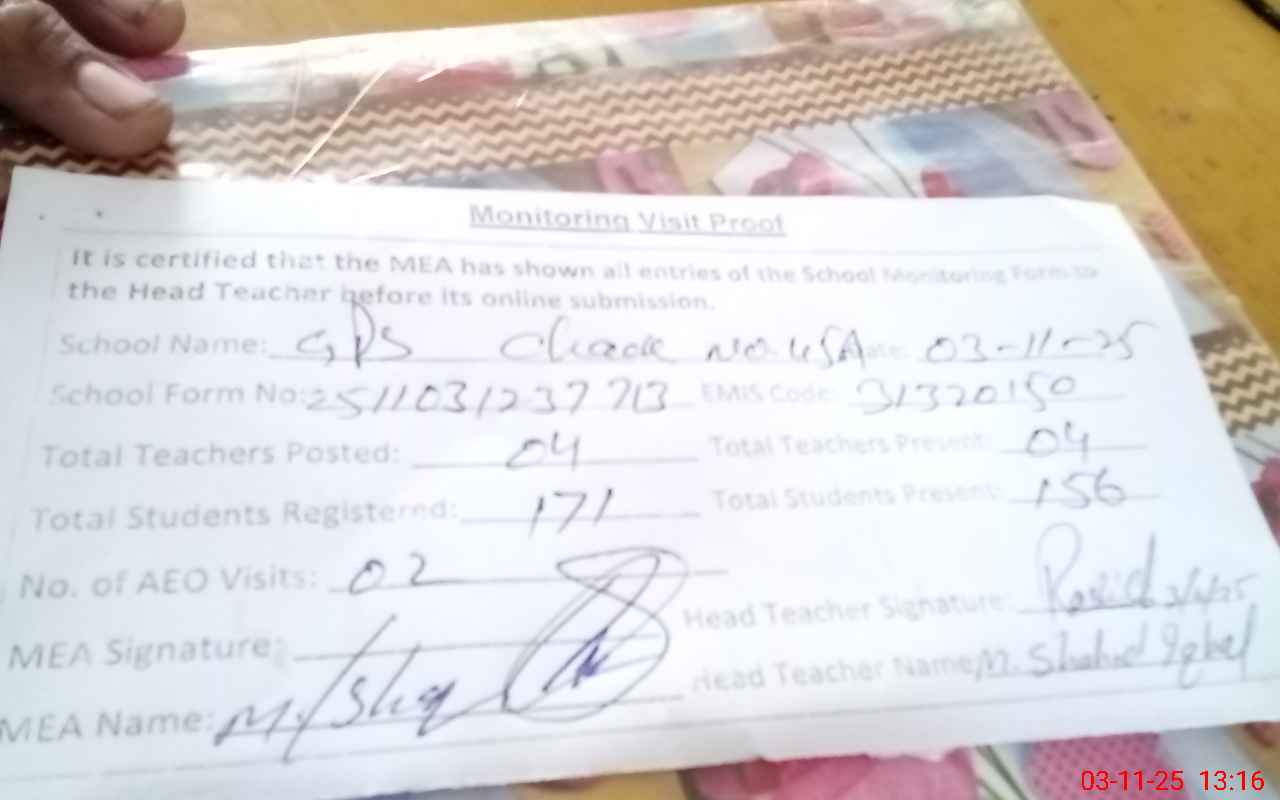 Monitoring Visit Proof
It is certified that the MEA has shown all entries of the School Monitoring Form to
the Head Teacher before its online submission.
School Name: GPS Chack No. 45A Date: 03-11-25
School Form No: 2511031237713 EMIS Code: 31320150
Total Teachers Posted: 04 Total Teachers Present: 04
Total Students Registered: 171 Total Students Present: 156
No. of AEO Visits: 02
MEA Signature: Head Teacher Signature:
MEA Name: M. Head Teacher Name: M. Shahid Iqbal
03-11-25 13:16